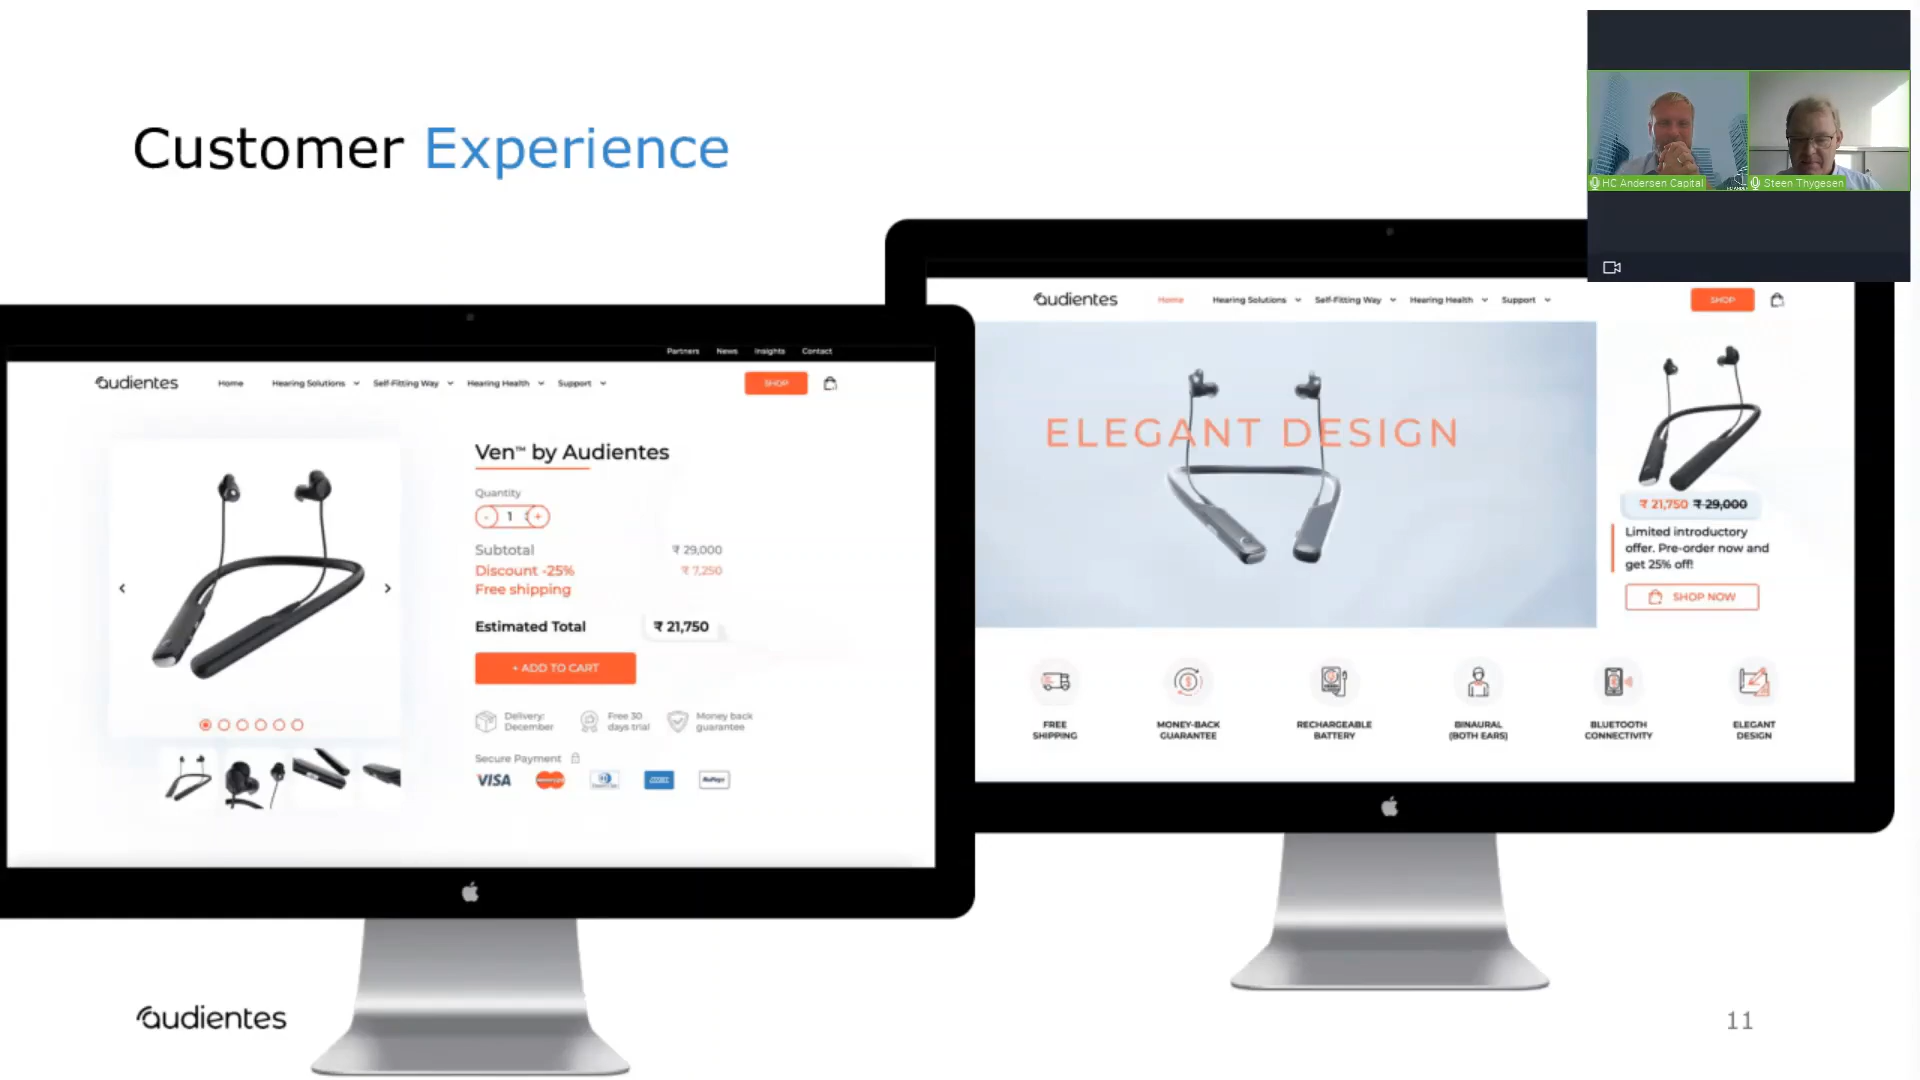 Customer Experience
HC Andersen Capital
Steen Thygesen
Partners News Insights Contact
audientes Home Hearing Solutions Self-Fitting Way Hearing Health Support SHOP
Ven™ by Audientes
Quantity
- 1 +
Subtotal ₹ 29,000
Discount -25% ₹ 7,250
Free shipping
Estimated Total ₹ 21,750
+ ADD TO CART
Delivery: December
Free 30 days trial
Money back guarantee
Secure Payment
VISA
audientes Home Hearing Solutions Self-Fitting Way Hearing Health Support SHOP
ELEGANT DESIGN
₹ 21,750 ₹ 29,000
Limited introductory
offer. Pre-order now and
get 25% off!
SHOP NOW
FREE SHIPPING
MONEY-BACK GUARANTEE
RECHARGEABLE BATTERY
BINAURAL (BOTH EARS)
BLUETOOTH CONNECTIVITY
ELEGANT DESIGN
audientes
11